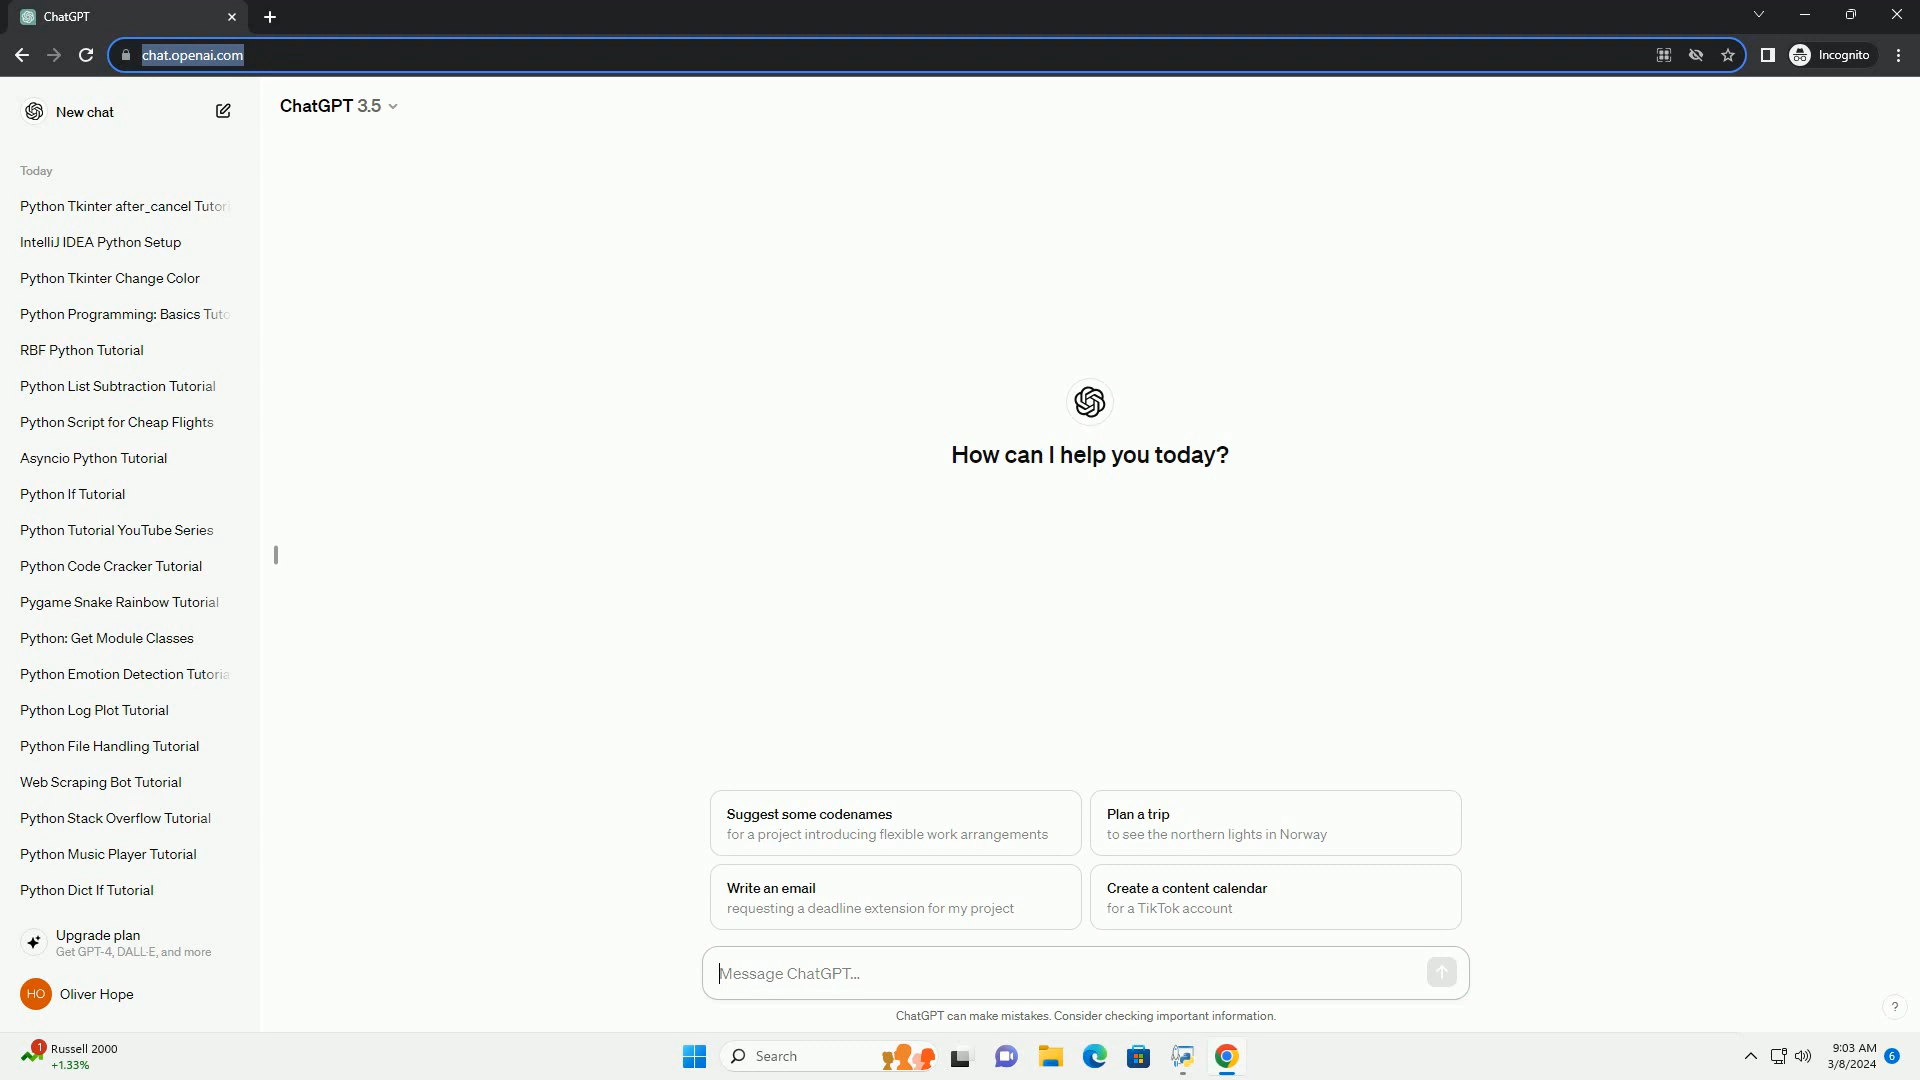 ChatGPT
chat.openai.com
Incognito
New chat
ChatGPT 3.5
Today
Python Tkinter after_cancel Tutor
IntelliJ IDEA Python Setup
Python Tkinter Change Color
Python Programming: Basics Tuto
RBF Python Tutorial
Python List Subtraction Tutorial
Python Script for Cheap Flights
Asyncio Python Tutorial
Python If Tutorial
Python Tutorial YouTube Series
Python Code Cracker Tutorial
Pygame Snake Rainbow Tutorial
Python: Get Module Classes
Python Emotion Detection Tutoria
Python Log Plot Tutorial
Python File Handling Tutorial
Web Scraping Bot Tutorial
Python Stack Overflow Tutorial
Python Music Player Tutorial
Python Dict If Tutorial
Upgrade plan
Get GPT-4, DALL·E, and more
HO
Oliver Hope
How can I help you today?
Suggest some codenames
for a project introducing flexible work arrangements
Plan a trip
to see the northern lights in Norway
Write an email
requesting a deadline extension for my project
Create a content calendar
for a TikTok account
Message ChatGPT...
ChatGPT can make mistakes. Consider checking important information.
?
1
Russell 2000
+1.33%
Search
9:03 AM
3/8/2024
6